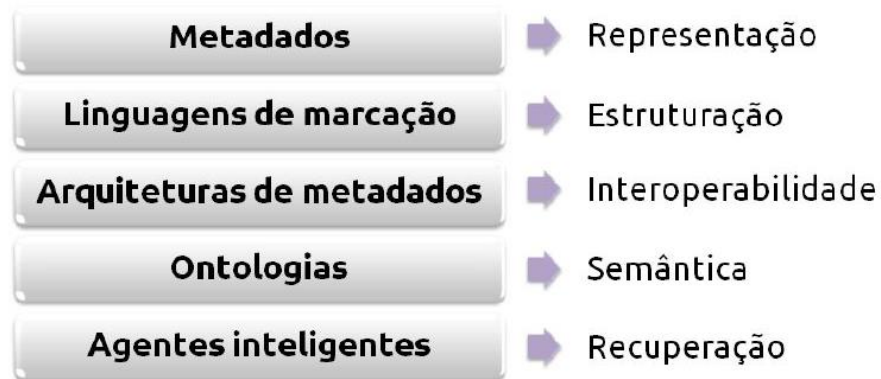 Metadados Representação
Linguagens de marcação Estruturação
Arquiteturas de metadados Interoperabilidade
Ontologias Semântica
Agentes inteligentes Recuperação